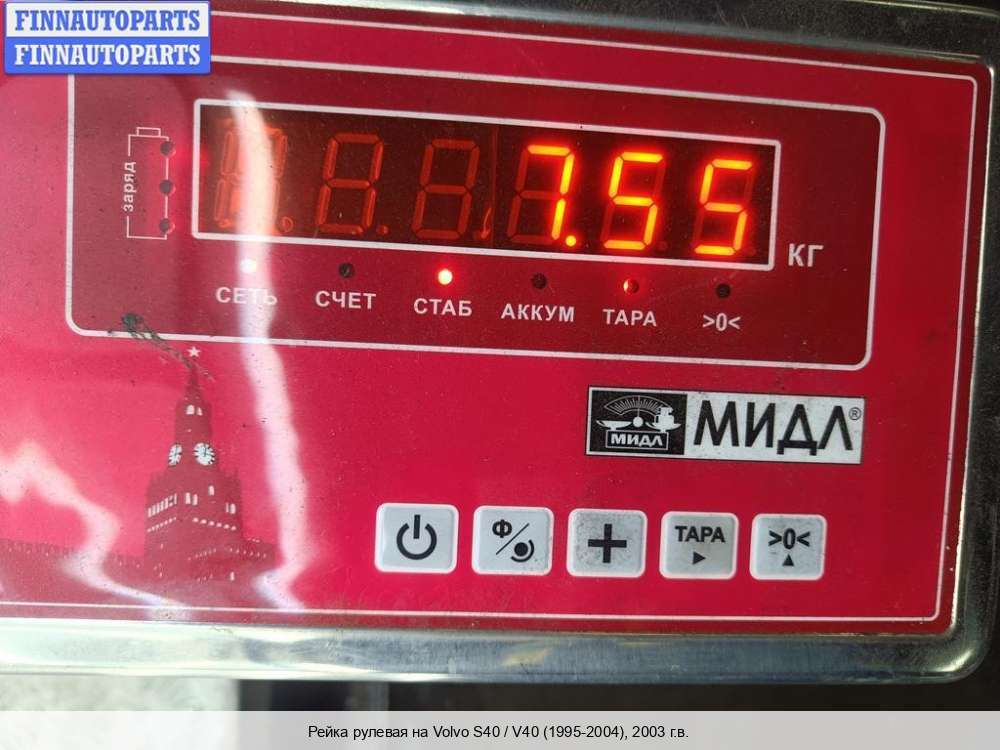 FINNAUTOPARTS
FINNAUTOPARTS
заряд
7.55
КГ
СЕТЬ СЧЕТ СТАБ АККУМ ТАРА >0<
МИДЛ МИДЛ®
Ф/ + ТАРА >0<
Рейка рулевая на Volvo S40 / V40 (1995-2004), 2003 г.в.